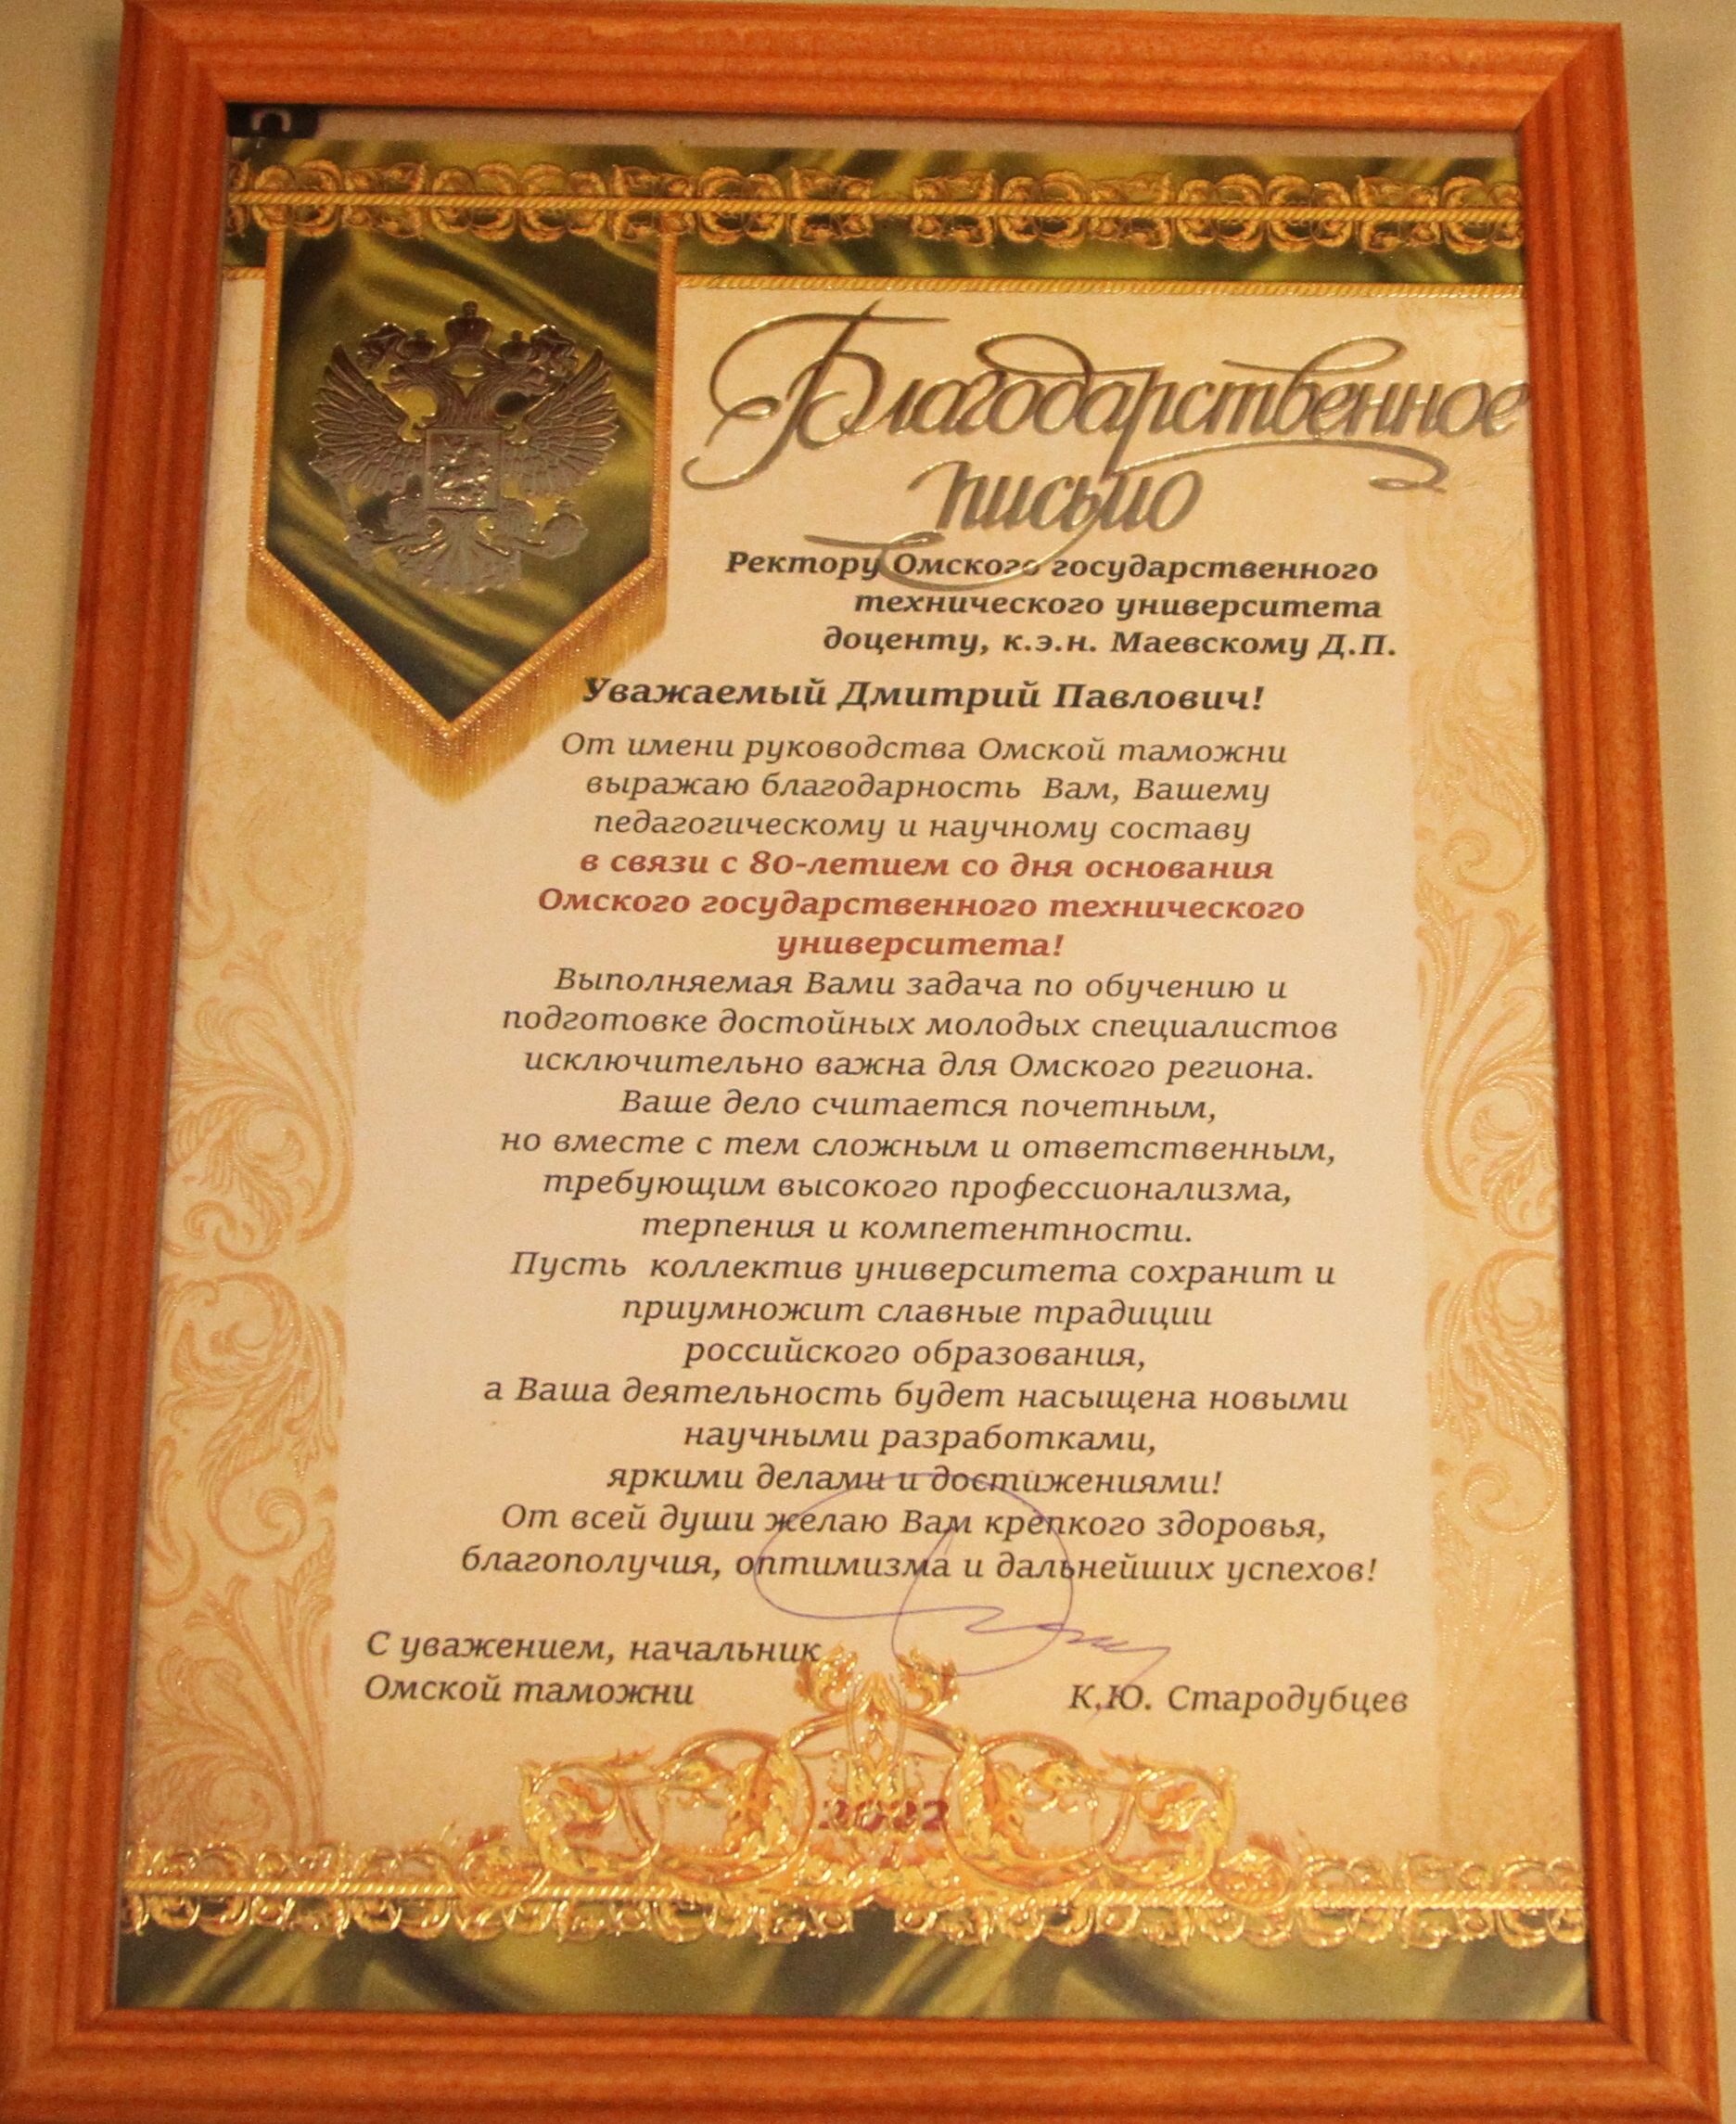 Благодарственное
письмо
Ректору Омского государственного
технического университета
доценту, к.э.н. Маевскому Д.П.
Уважаемый Дмитрий Павлович!
От имени руководства Омской таможни
выражаю благодарность Вам, Вашему
педагогическому и научному составу
в связи с 80-летием со дня основания
Омского государственного технического
университета!
Выполняемая Вами задача по обучению и
подготовке достойных молодых специалистов
исключительно важна для Омского региона.
Ваше дело считается почетным,
но вместе с тем сложным и ответственным,
требующим высокого профессионализма,
терпения и компетентности.
Пусть коллектив университета сохранит и
приумножит славные традиции
российского образования,
а Ваша деятельность будет насыщена новыми
научными разработками,
яркими делами и достижениями!
От всей души желаю Вам крепкого здоровья,
благополучия, оптимизма и дальнейших успехов!
С уважением, начальник
Омской таможни
К.Ю. Стародубцев
2022